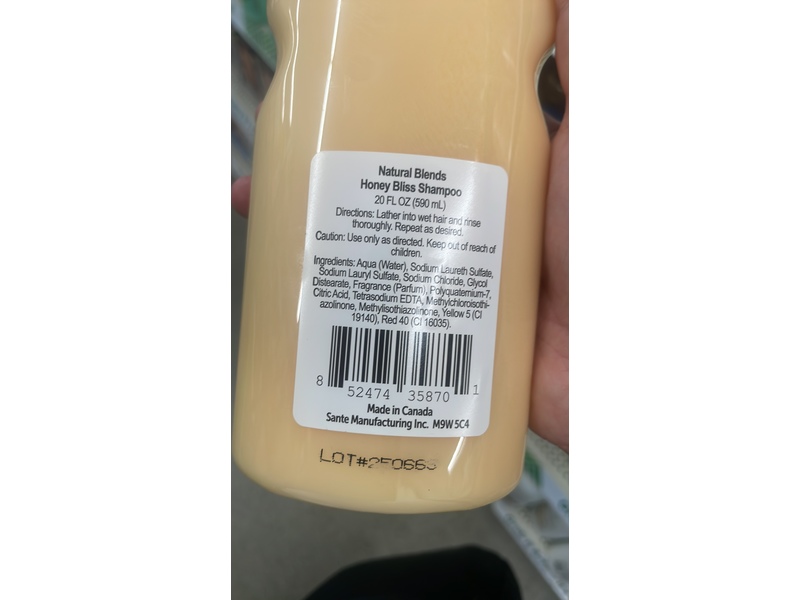 Natural Blends
Honey Bliss Shampoo
20 FL OZ (590 mL)
Directions: Lather into wet hair and rinse
thoroughly. Repeat as desired.
Caution: Use only as directed. Keep out of reach of
children.
Ingredients: Aqua (Water), Sodium Laureth Sulfate,
Sodium Lauryl Sulfate, Sodium Chloride, Glycol
Distearate, Fragrance (Parfum), Polyquaternium-7,
Citric Acid, Tetrasodium EDTA, Methylchloroisothi-
azolinone, Methylisothiazolinone, Yellow 5 (CI
19140), Red 40 (CI 16035).
8 52474 35870 1
Made in Canada
Sante Manufacturing Inc. M9W 5C4